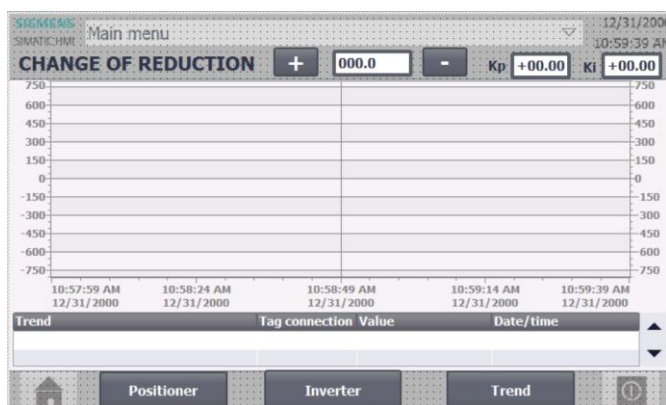 SIEMENS
SIMATIC HMI
Main menu
12/31/200
10:59:39 AM
CHANGE OF REDUCTION + 000.0 - Kp +00.00 Ki +00.00
750 750
600 600
450 450
300 300
150 150
0 0
-150 -150
-300 -300
-450 -450
-600 -600
-750 -750
10:57:59 AM 10:58:24 AM 10:58:49 AM 10:59:14 AM 10:59:39 AM
12/31/2000 12/31/2000 12/31/2000 12/31/2000 12/31/2000
Trend Tag connection Value Date/time
Positioner Inverter Trend